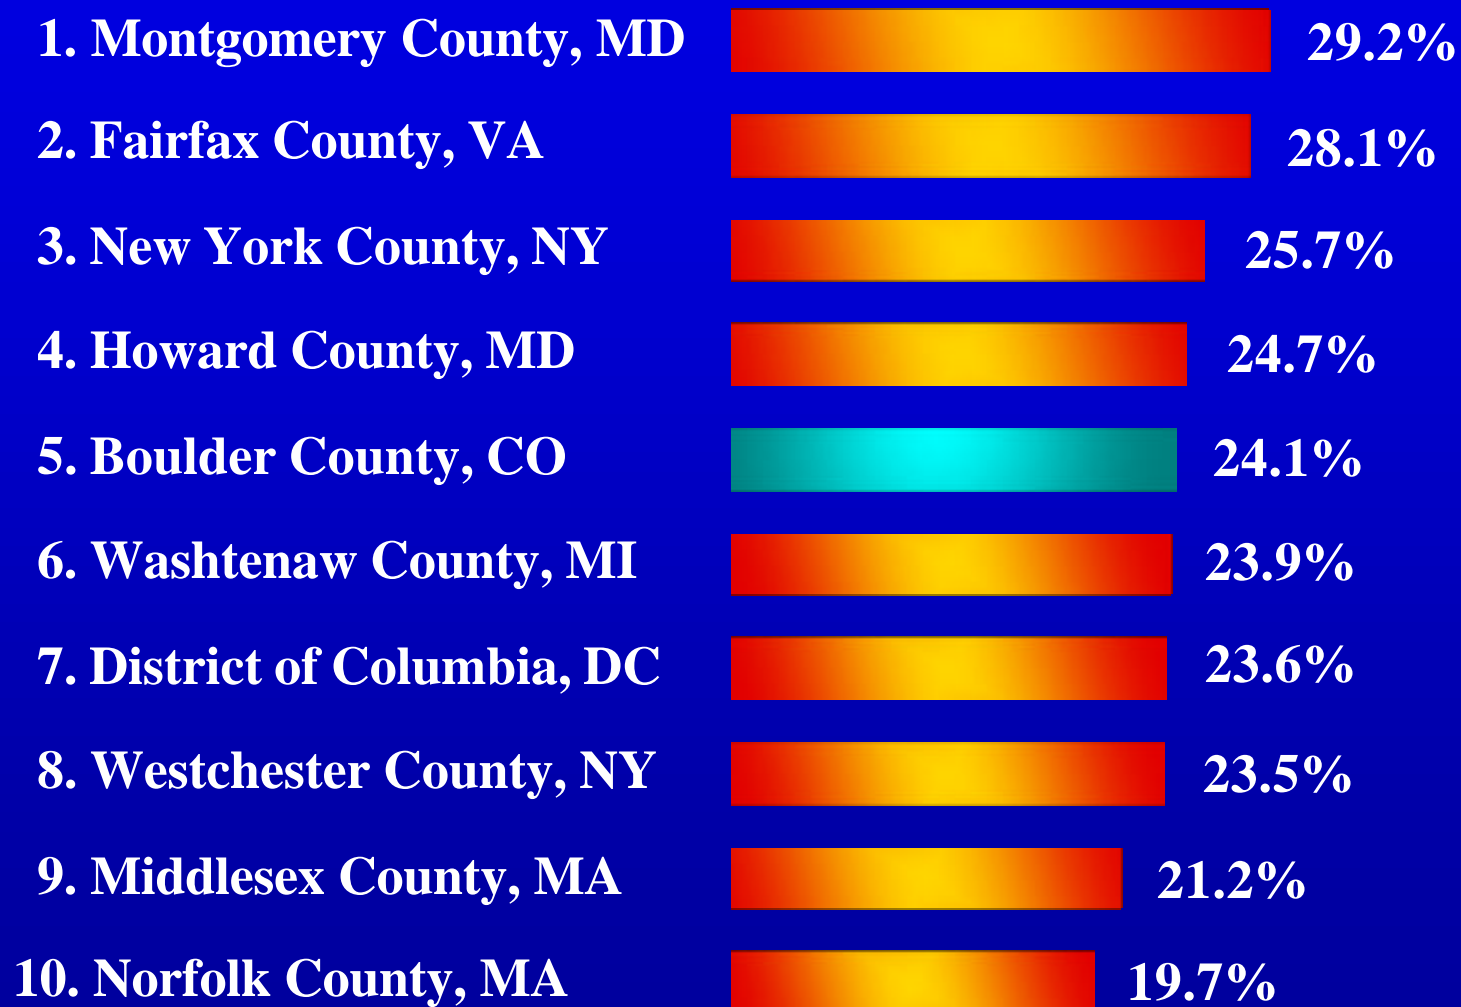 1. Montgomery County, MD 29.2%
2. Fairfax County, VA 28.1%
3. New York County, NY 25.7%
4. Howard County, MD 24.7%
5. Boulder County, CO 24.1%
6. Washtenaw County, MI 23.9%
7. District of Columbia, DC 23.6%
8. Westchester County, NY 23.5%
9. Middlesex County, MA 21.2%
10. Norfolk County, MA 19.7%